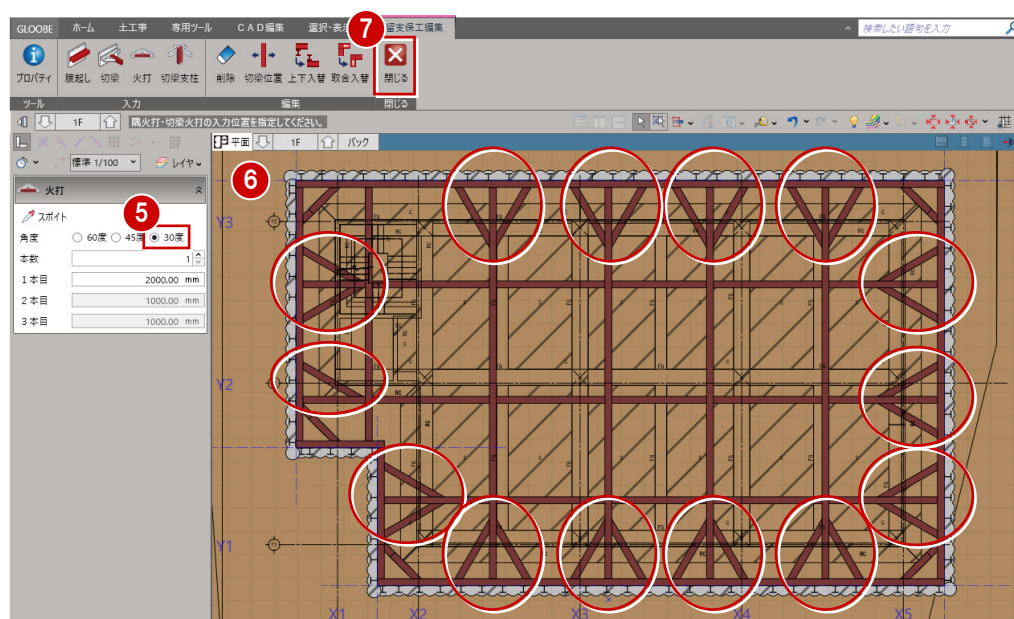 GLOOBE ホーム 土工事 専用ツール CAD編集 選択・表 留支保工編集 検索したい語句を入力
7
プロパティ 腹起し 切梁 火打 切梁支柱 削除 切梁位置 上下入替 取合入替 閉じる
ツール 入力 編集 閉じる
1F 隅火打・切梁火打の入力位置を指定してください。
平面 1F バック
標準 1/100 レイヤ
火打
5
6
スポイト
角度 60度 45度 30度
本数 1
1本目 2000.00 mm
2本目 1000.00 mm
3本目 1000.00 mm
Y3 13
Y2
Y1 11
X1 X2 X3 X4 X5